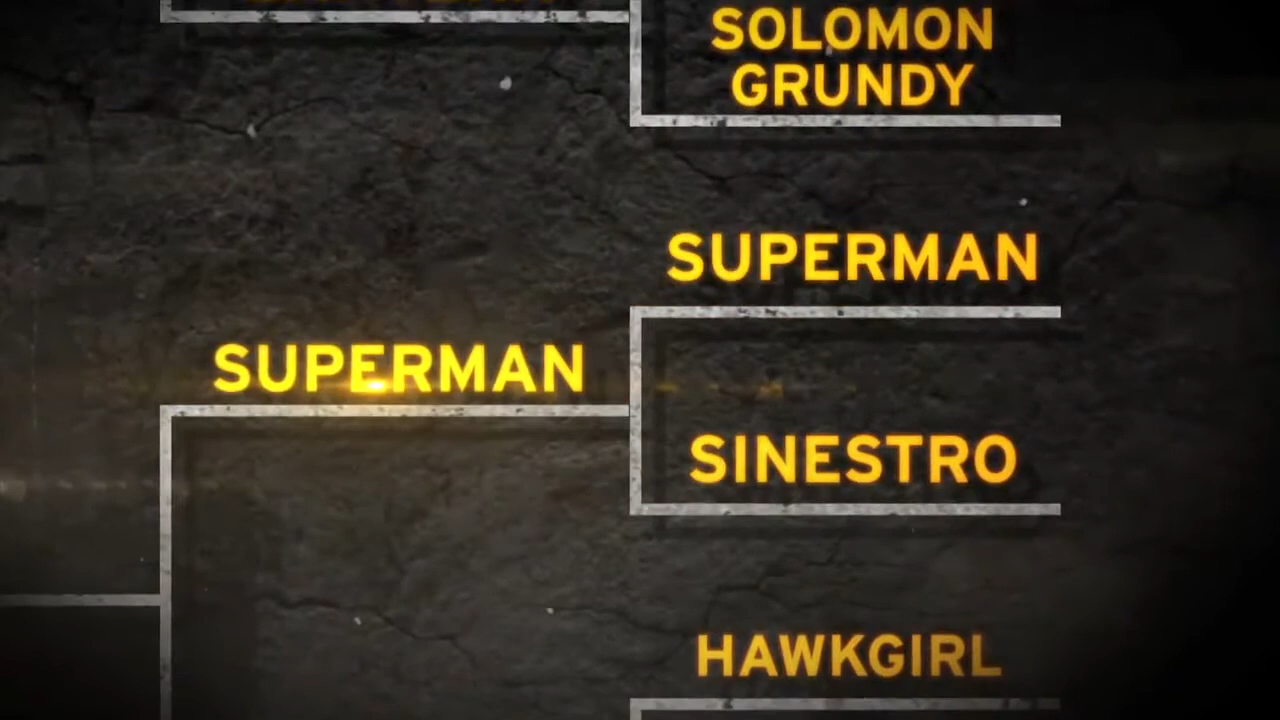 SOLOMON
GRUNDY
SUPERMAN
SUPERMAN
SINESTRO
HAWKGIRL